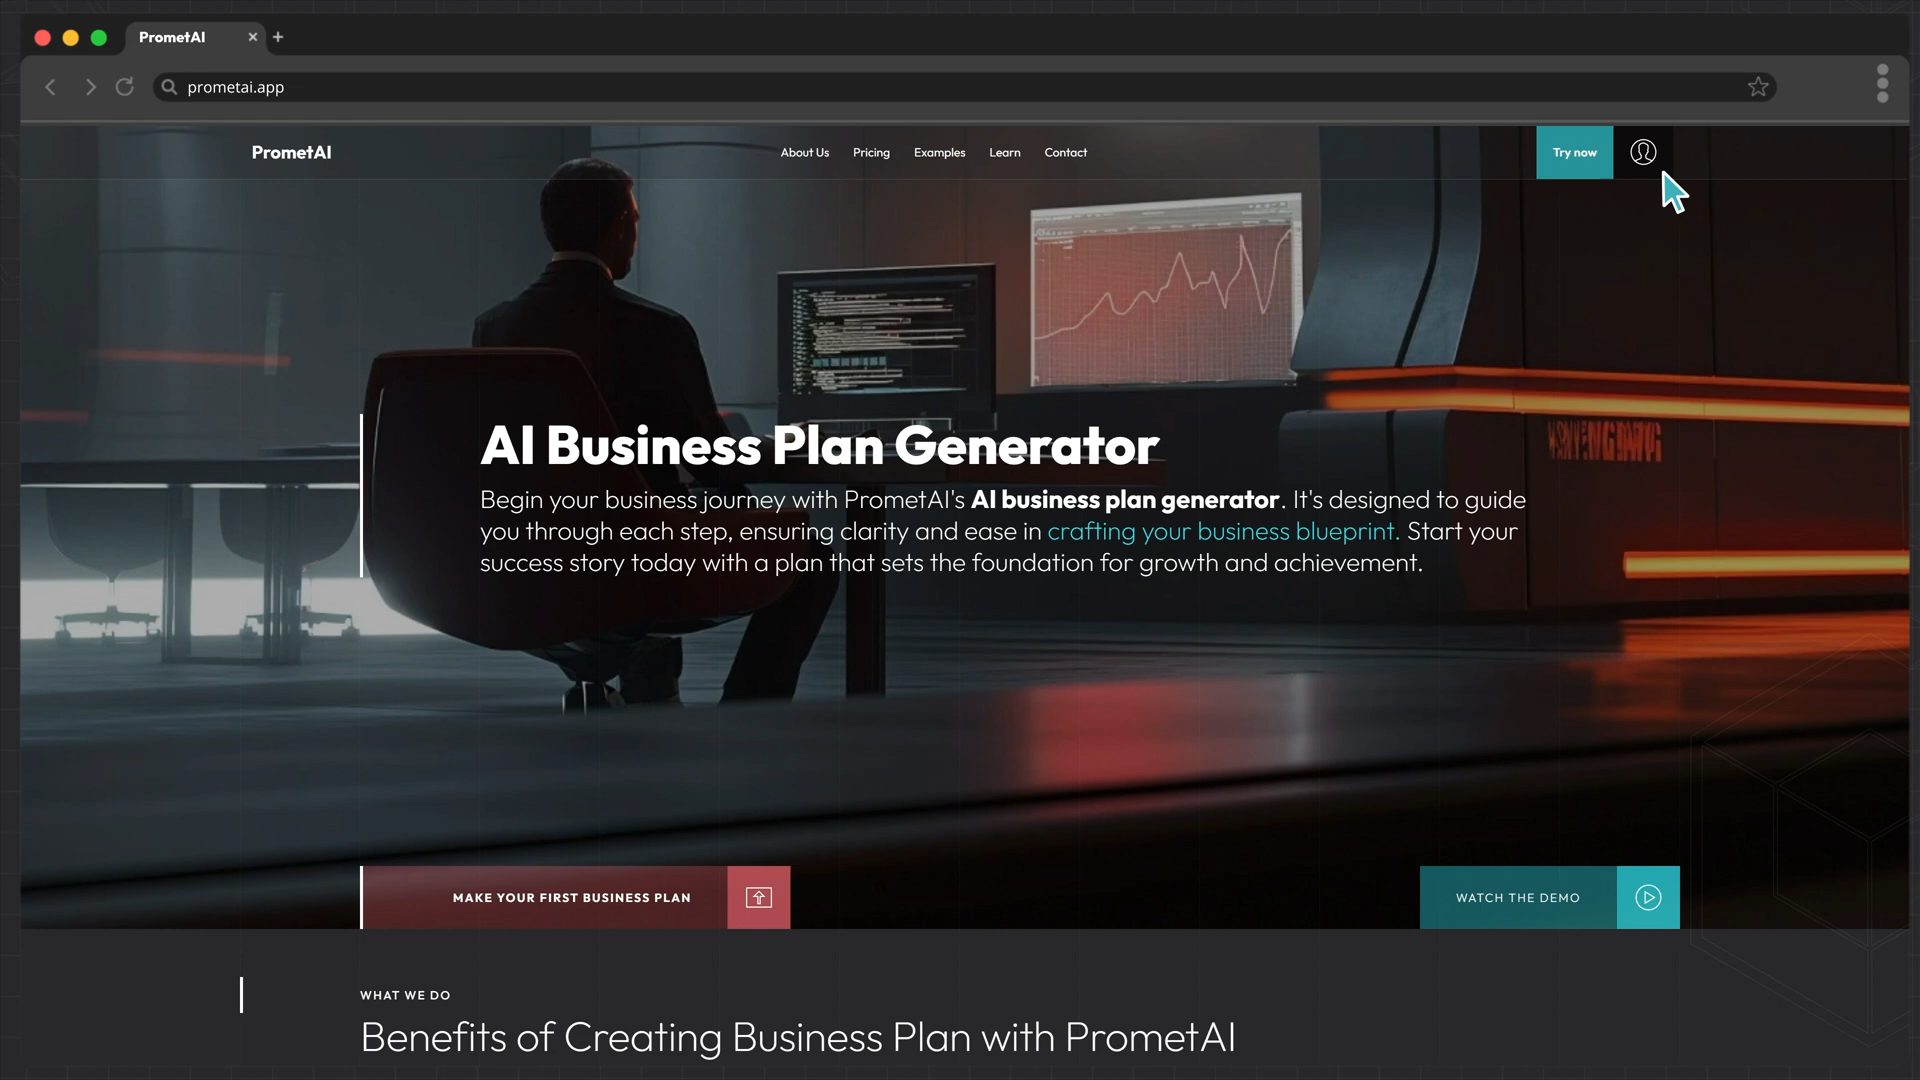 PrometAI
prometai.app
PrometAI
About Us Pricing Examples Learn Contact
Try now
AI Business Plan Generator
Begin your business journey with PrometAI's AI business plan generator. It's designed to guide
you through each step, ensuring clarity and ease in crafting your business blueprint. Start your
success story today with a plan that sets the foundation for growth and achievement.
MAKE YOUR FIRST BUSINESS PLAN
WATCH THE DEMO
WHAT WE DO
Benefits of Creating Business Plan with PrometAI